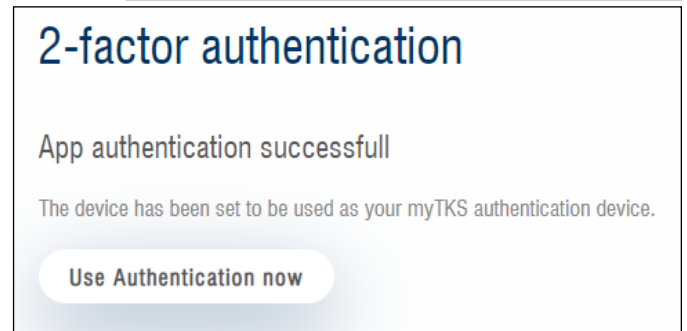 2-factor authentication
App authentication successfull
The device has been set to be used as your myTKS authentication device.
Use Authentication now